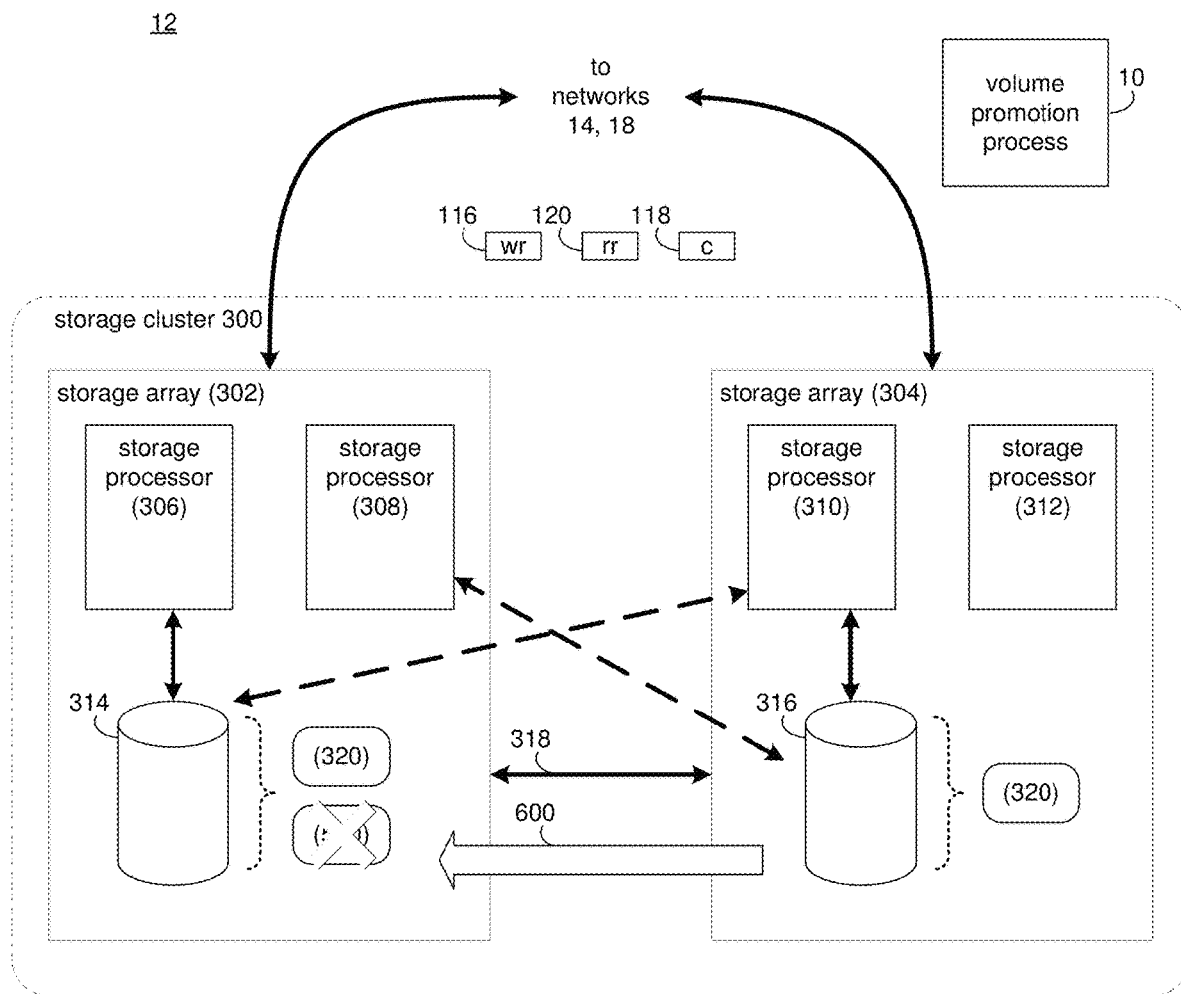 12
to
networks
14, 18
volume
promotion
process
10
116
wr
120
rr
118
c
storage cluster 300
storage array (302)
storage
processor
(306)
storage
processor
(308)
storage array (304)
storage
processor
(310)
storage
processor
(312)
314
(320)
318
600
316
(320)